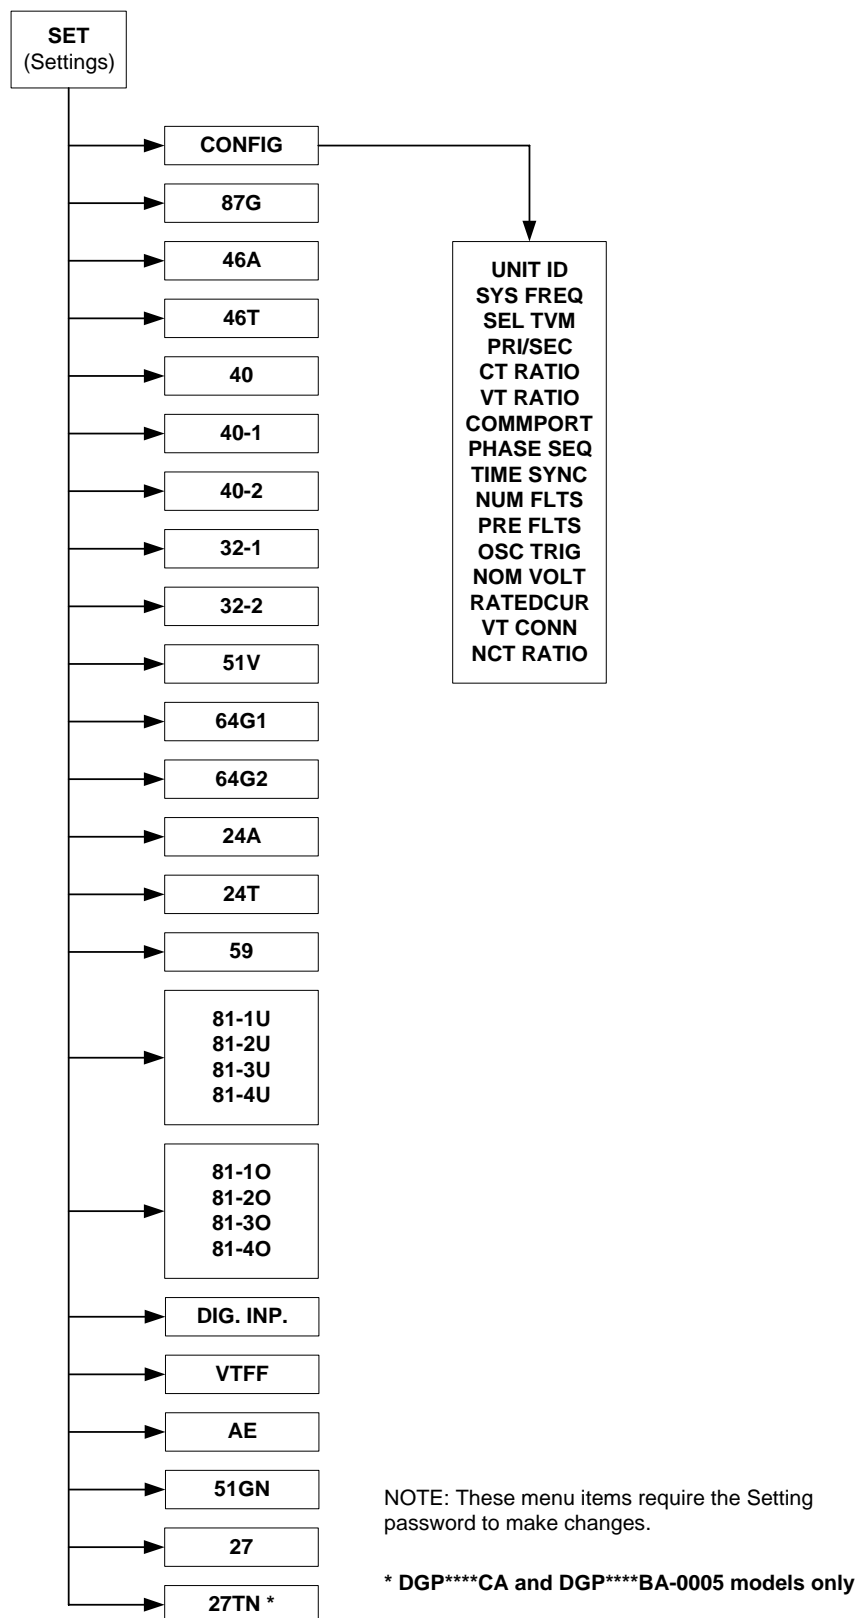 SET
(Settings)
CONFIG
87G
46A
46T
40
40-1
40-2
32-1
32-2
51V
64G1
64G2
24A
24T
59
81-1U
81-2U
81-3U
81-4U
81-1O
81-2O
81-3O
81-4O
DIG. INP.
VTFF
AE
51GN
27
27TN *
UNIT ID
SYS FREQ
SEL TVM
PRI/SEC
CT RATIO
VT RATIO
COMMPORT
PHASE SEQ
TIME SYNC
NUM FLTS
PRE FLTS
OSC TRIG
NOM VOLT
RATEDCUR
VT CONN
NCT RATIO
NOTE: These menu items require the Setting
password to make changes.
* DGP****CA and DGP****BA-0005 models only